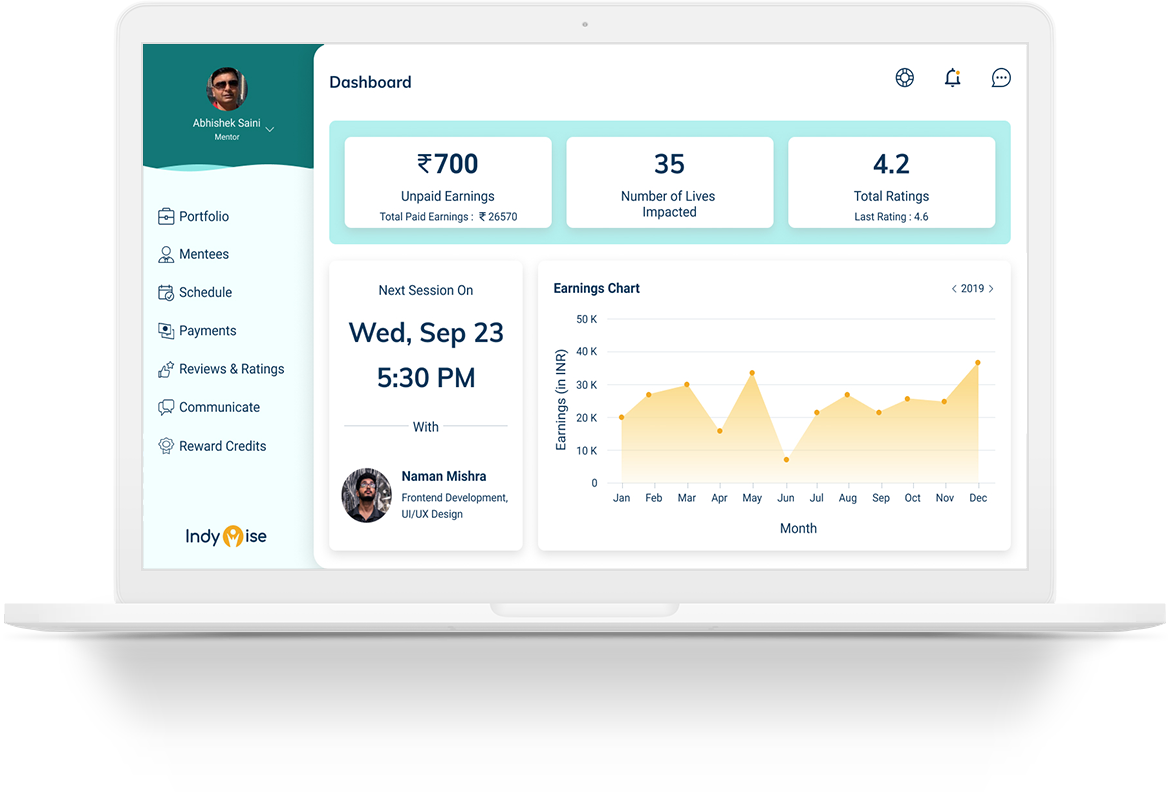 Abhishek Saini
Mentor
Portfolio
Mentees
Schedule
Payments
Reviews & Ratings
Communicate
Reward Credits
Indy Wise
Dashboard
₹700
Unpaid Earnings
Total Paid Earnings : ₹ 26570
35
Number of Lives
Impacted
4.2
Total Ratings
Last Rating : 4.6
Next Session On
Wed, Sep 23
5:30 PM
With
Naman Mishra
Frontend Development,
UI/UX Design
Earnings Chart
< 2019 >
Earnings (in INR)
50 K
40 K
30 K
20 K
10 K
0
Jan Feb Mar Apr May Jun Jul Aug Sep Oct Nov Dec
Month